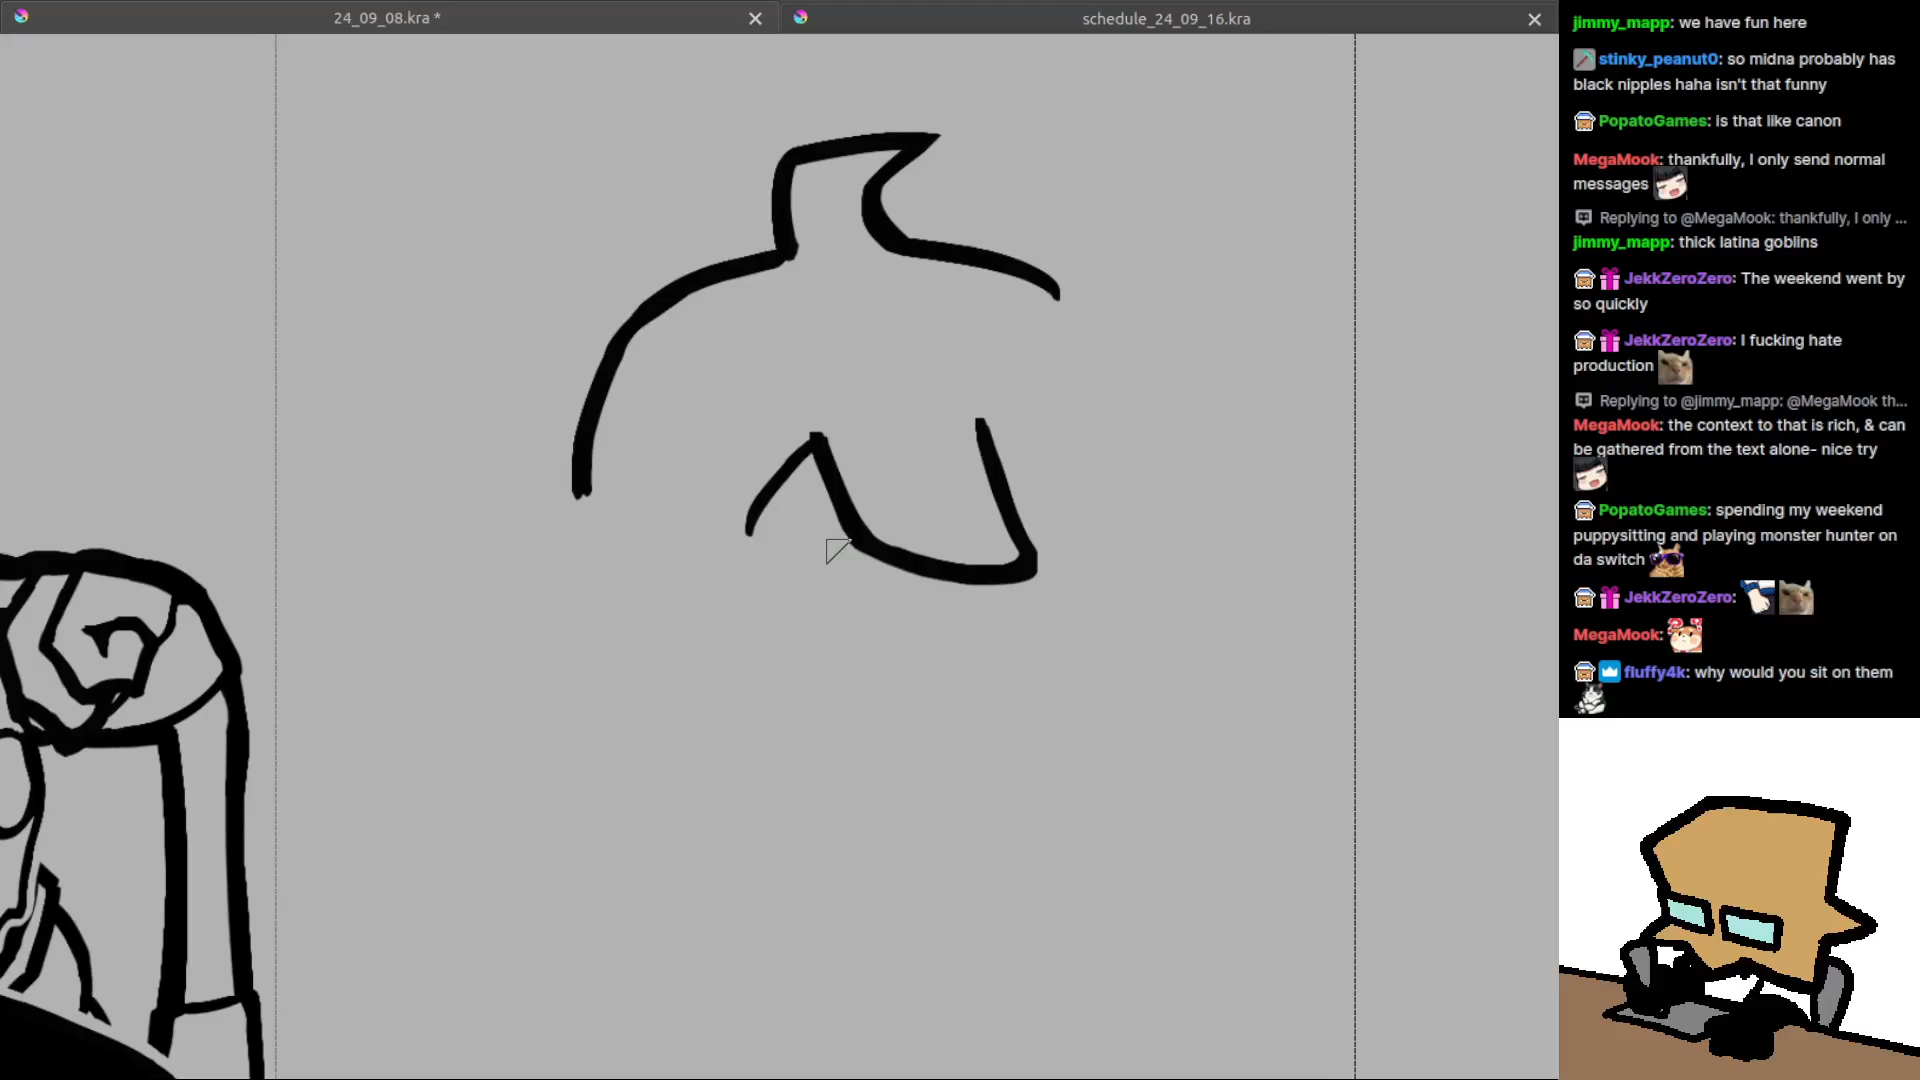 24_09_08.kra *
schedule_24_09_16.kra
jimmy_mapp: we have fun here
stinky_peanut0: so midna probably has
black nipples haha isn't that funny
PopatoGames: is that like canon
MegaMook: thankfully, I only send normal
messages
Replying to @MegaMook: thankfully, I only ...
jimmy_mapp: thick latina goblins
JekkZeroZero: The weekend went by
so quickly
JekkZeroZero: I fucking hate
production
Replying to @jimmy_mapp: @MegaMook th...
MegaMook: the context to that is rich, & can
be gathered from the text alone- nice try
PopatoGames: spending my weekend
puppysitting and playing monster hunter on
da switch
JekkZeroZero:
MegaMook:
fluffy4k: why would you sit on them